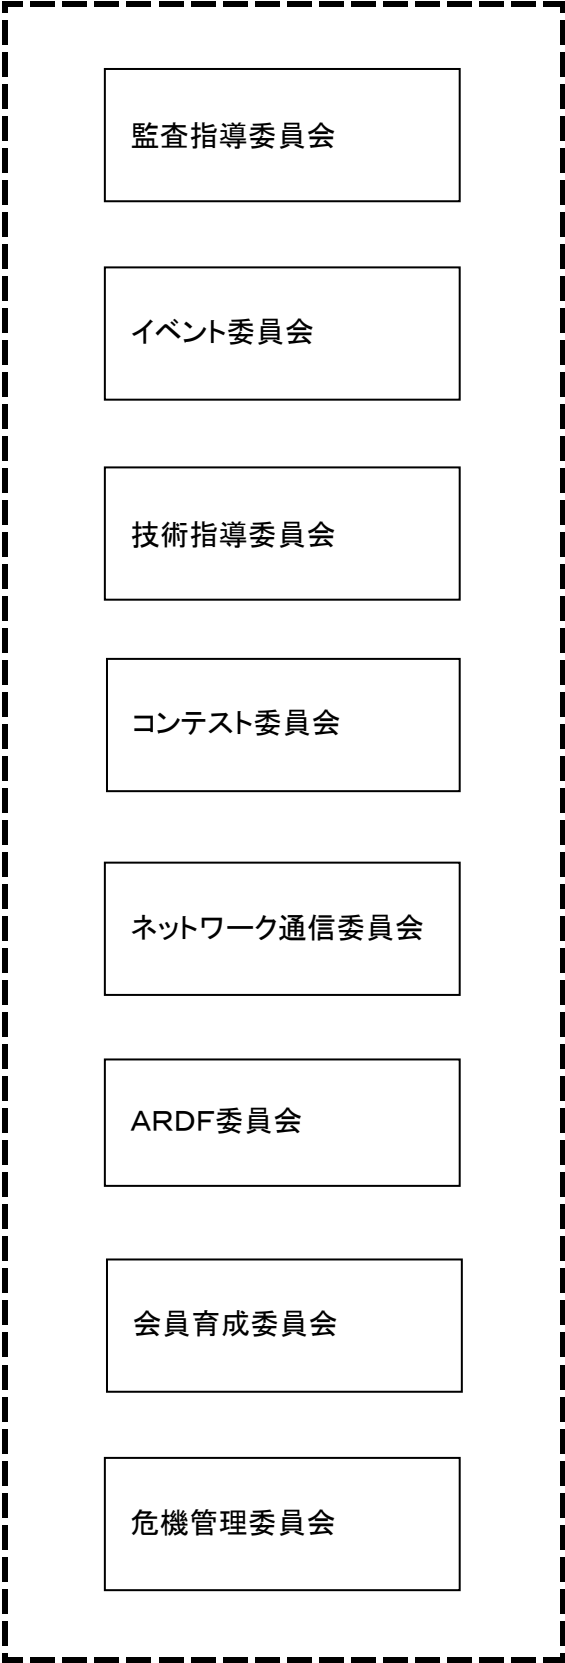 監査指導委員会
イベント委員会
技術指導委員会
コンテスト委員会
ネットワーク通信委員会
ARDF委員会
会員育成委員会
危機管理委員会